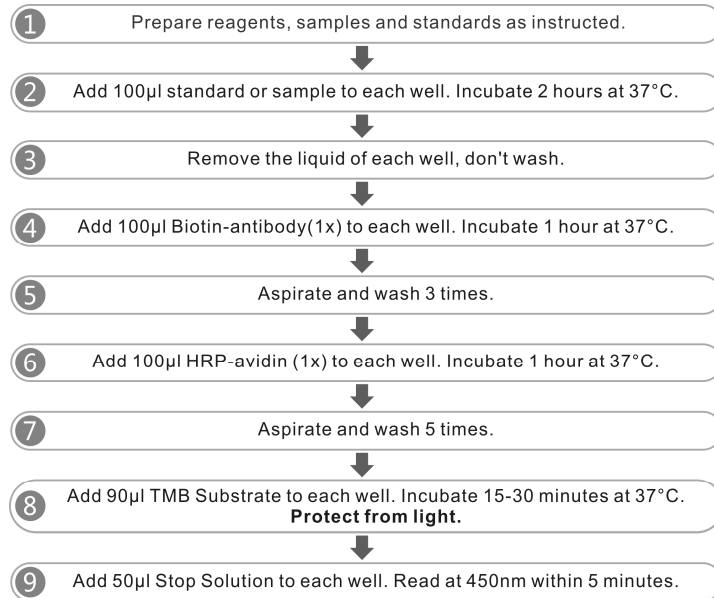 1 Prepare reagents, samples and standards as instructed.
2 Add 100μl standard or sample to each well. Incubate 2 hours at 37°C.
3 Remove the liquid of each well, don't wash.
4 Add 100μl Biotin-antibody(1x) to each well. Incubate 1 hour at 37°C.
5 Aspirate and wash 3 times.
6 Add 100μl HRP-avidin (1x) to each well. Incubate 1 hour at 37°C.
7 Aspirate and wash 5 times.
8 Add 90μl TMB Substrate to each well. Incubate 15-30 minutes at 37°C.
Protect from light.
9 Add 50μl Stop Solution to each well. Read at 450nm within 5 minutes.